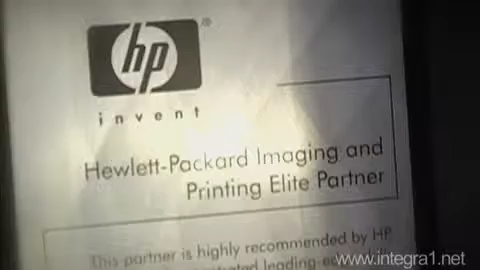 hp
®
invent
Hewlett-Packard Imaging and
Printing Elite Partner
This partner is highly recommended by HP
leading-e
www.integra1.net